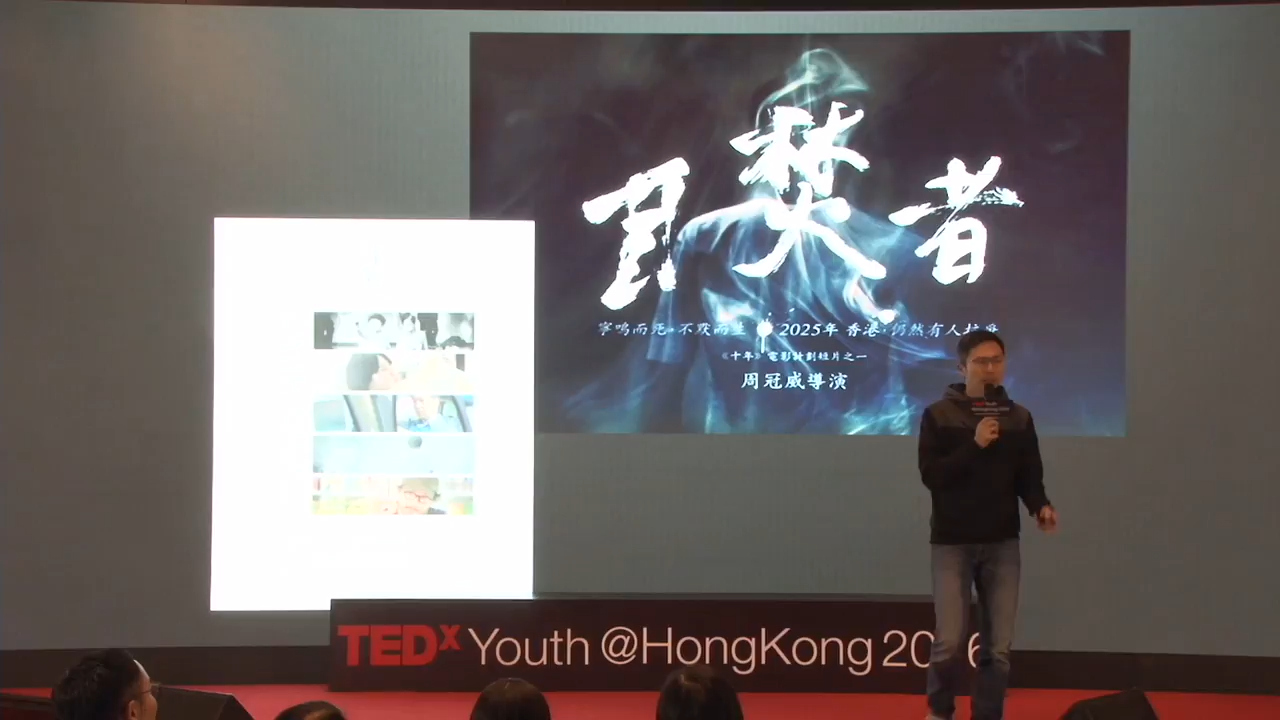 自焚者
寧鳴而死·不默而生 2025年 香港·仍然有人抗爭
《十年》電影計劃短片之一
周冠威導演
TEDx Youth @HongKong 2016